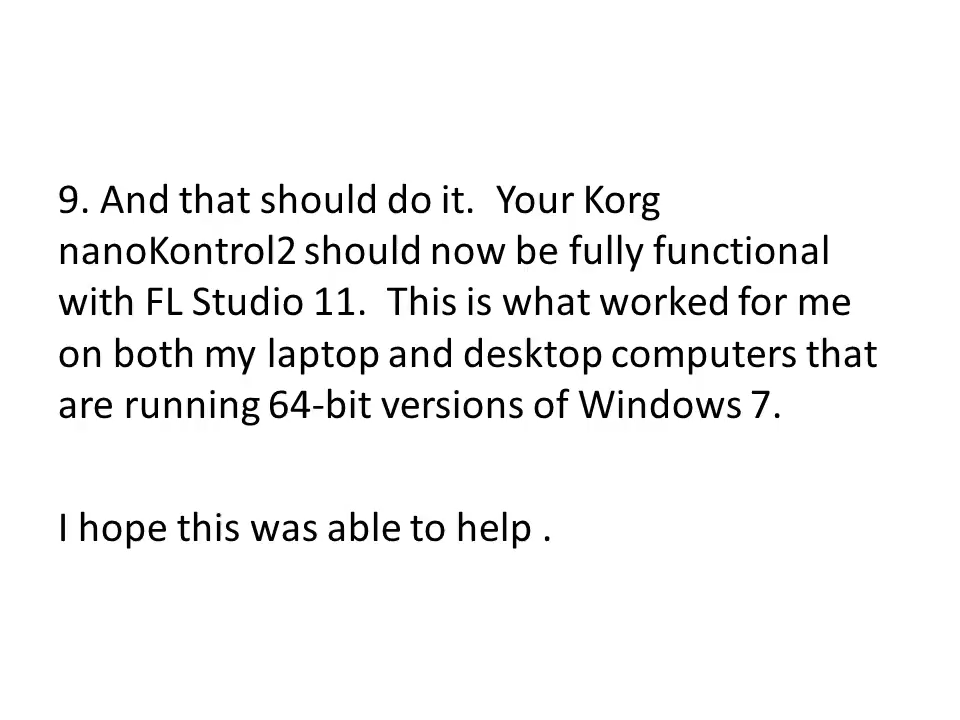 9. And that should do it.  Your Korg
nanoKontrol2 should now be fully functional
with FL Studio 11.  This is what worked for me
on both my laptop and desktop computers that
are running 64-bit versions of Windows 7.
I hope this was able to help .